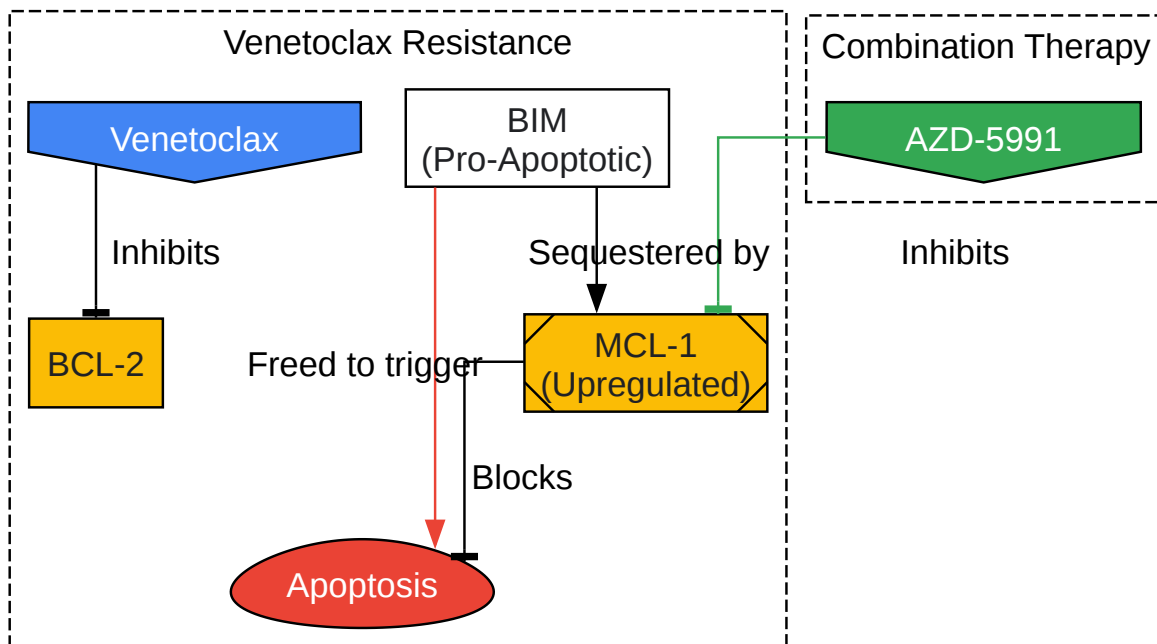 Venetoclax Resistance
Combination Therapy
Venetoclax
BIM
(Pro-Apoptotic)
AZD-5991
Inhibits
Sequestered by
Inhibits
BCL-2
Freed to trigger
MCL-1
(Upregulated)
Blocks
Apoptosis